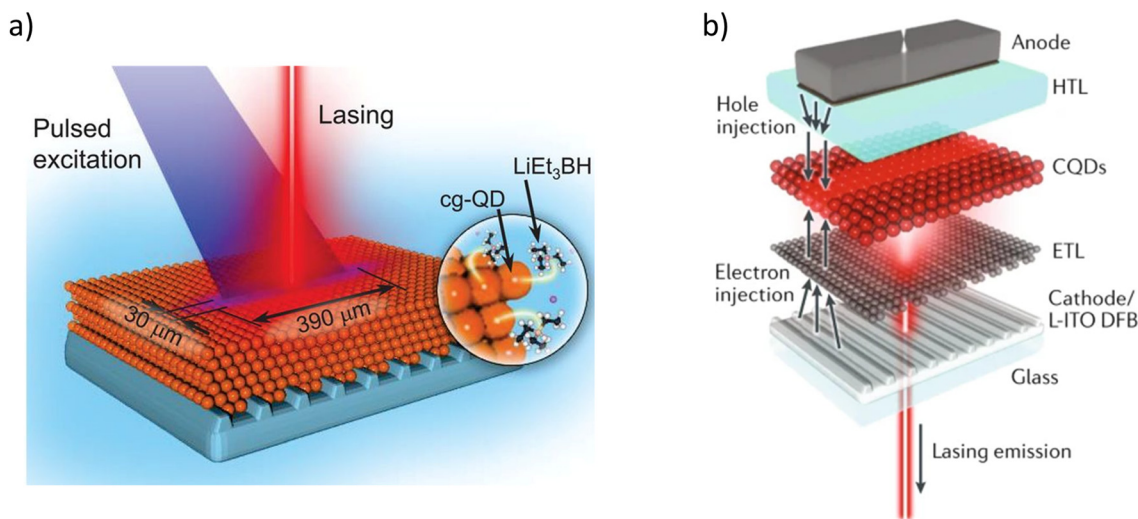 a)
Pulsed
excitation
Lasing
LiEt₃BH
cg-QD
30 μm
390 μm
b)
Anode
HTL
Hole
injection
CQDs
ETL
Electron
injection
Cathode/
L-ITO DFB
Glass
Lasing emission